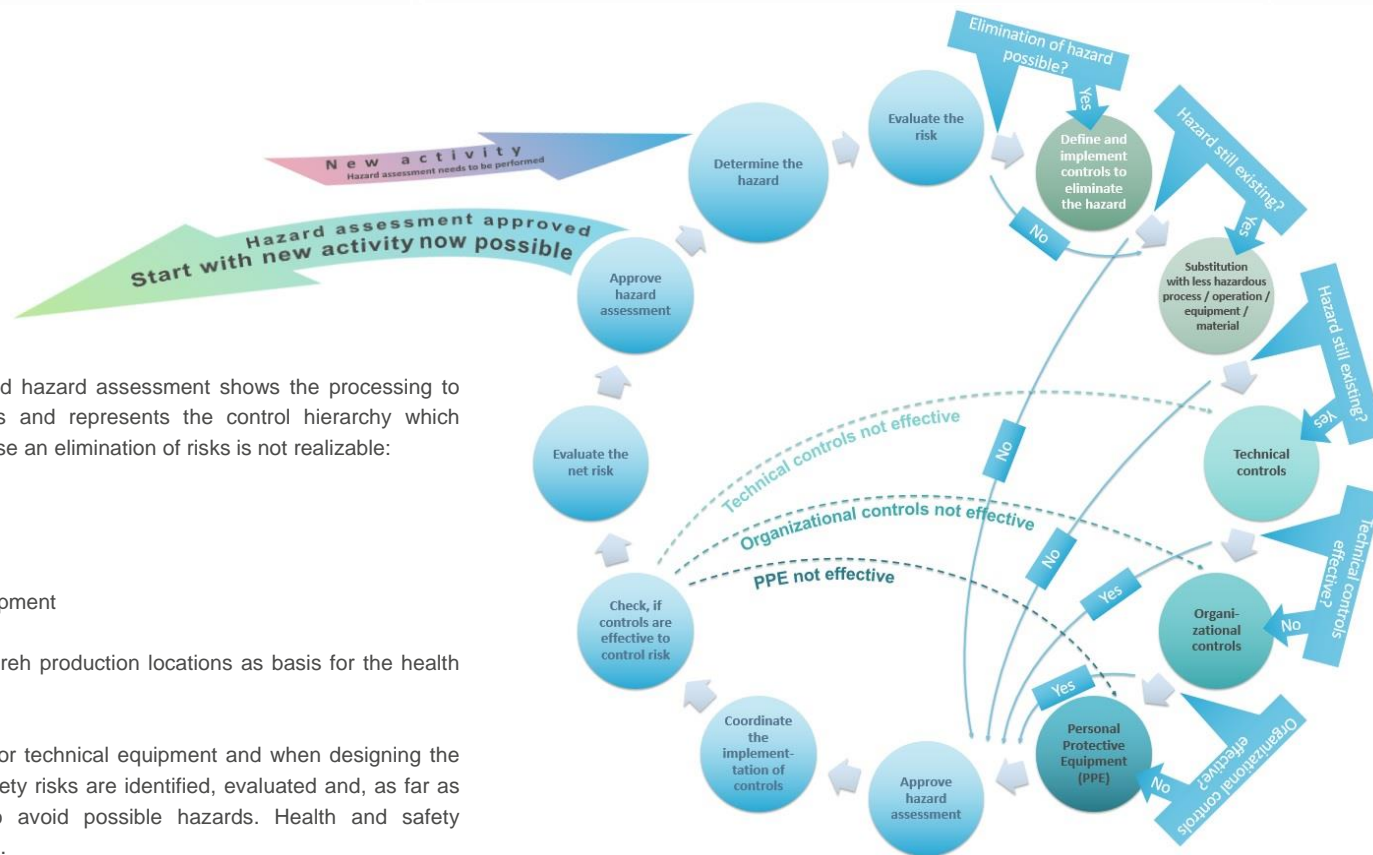 New activity
Hazard assessment needs to be performed
Hazard assessment approved
Start with new activity now possible
Determine the
hazard
Evaluate the
risk
Elimination of hazard
possible?
Yes
No
Define and
implement
controls to
eliminate
the hazard
Hazard still existing?
Yes
No
Substitution
with less hazardous
process / operation /
equipment /
material
Hazard still existing?
Yes
No
Technical
controls
Technical controls
effective?
No
Yes
Organi-
zational
controls
Organizational controls
effective?
No
Yes
Personal
Protective
Equipment
(PPE)
Approve
hazard
assessment
Coordinate
the
implement-
tation of
controls
Check, if
controls are
effective to
control risk
Technical controls not effective
Organizational controls not effective
PPE not effective
Evaluate the
net risk
Approve
hazard
assessment
d hazard assessment shows the processing to
s and represents the control hierarchy which
se an elimination of risks is not realizable:
pment
reh production locations as basis for the health
or technical equipment and when designing the
ety risks are identified, evaluated and, as far as
o avoid possible hazards. Health and safety
.